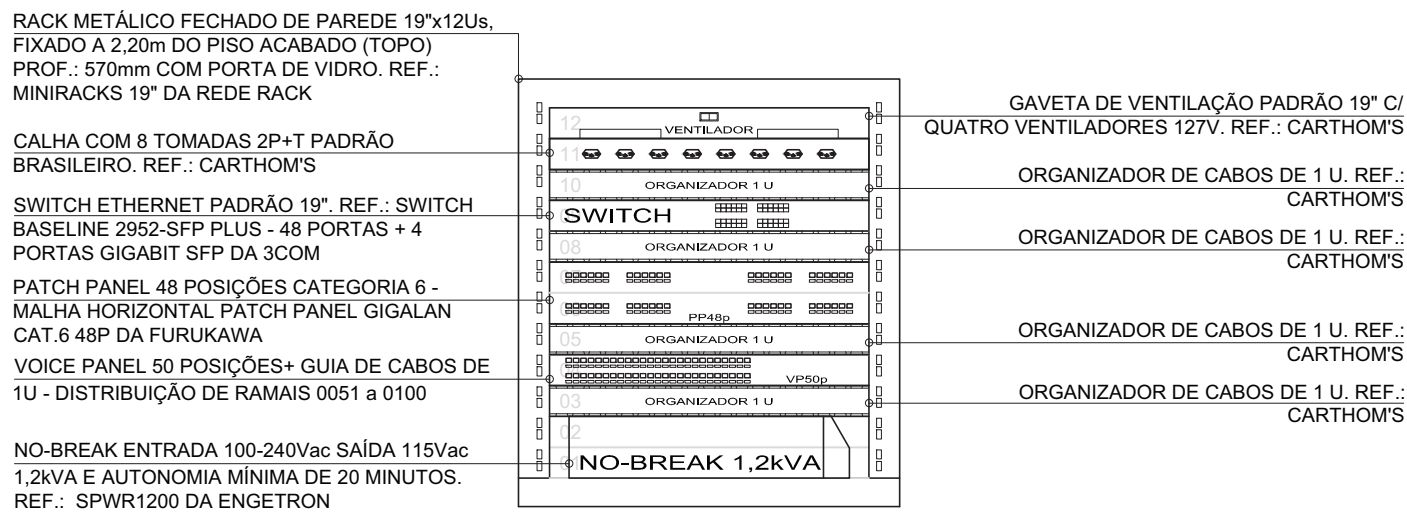 RACK METÁLICO FECHADO DE PAREDE 19"x12Us,
FIXADO A 2,20m DO PISO ACABADO (TOPO)
PROF.: 570mm COM PORTA DE VIDRO. REF.:
MINIRACKS 19" DA REDE RACK
CALHA COM 8 TOMADAS 2P+T PADRÃO
BRASILEIRO. REF.: CARTHOM'S
SWITCH ETHERNET PADRÃO 19". REF.: SWITCH
BASELINE 2952-SFP PLUS - 48 PORTAS + 4
PORTAS GIGABIT SFP DA 3COM
PATCH PANEL 48 POSIÇÕES CATEGORIA 6 -
MALHA HORIZONTAL PATCH PANEL GIGALAN
CAT.6 48P DA FURUKAWA
VOICE PANEL 50 POSIÇÕES+ GUIA DE CABOS DE
1U - DISTRIBUIÇÃO DE RAMAIS 0051 a 0100
NO-BREAK ENTRADA 100-240Vac SAÍDA 115Vac
1,2kVA E AUTONOMIA MÍNIMA DE 20 MINUTOS.
REF.: SPWR1200 DA ENGETRON
12
VENTILADOR
11
10 ORGANIZADOR 1 U
SWITCH
08 ORGANIZADOR 1 U
PP48p
05 ORGANIZADOR 1 U
VP50p
03 ORGANIZADOR 1 U
02
01 NO-BREAK 1,2kVA
GAVETA DE VENTILAÇÃO PADRÃO 19" C/
QUATRO VENTILADORES 127V. REF.: CARTHOM'S
ORGANIZADOR DE CABOS DE 1 U. REF.:
CARTHOM'S
ORGANIZADOR DE CABOS DE 1 U. REF.:
CARTHOM'S
ORGANIZADOR DE CABOS DE 1 U. REF.:
CARTHOM'S
ORGANIZADOR DE CABOS DE 1 U. REF.:
CARTHOM'S